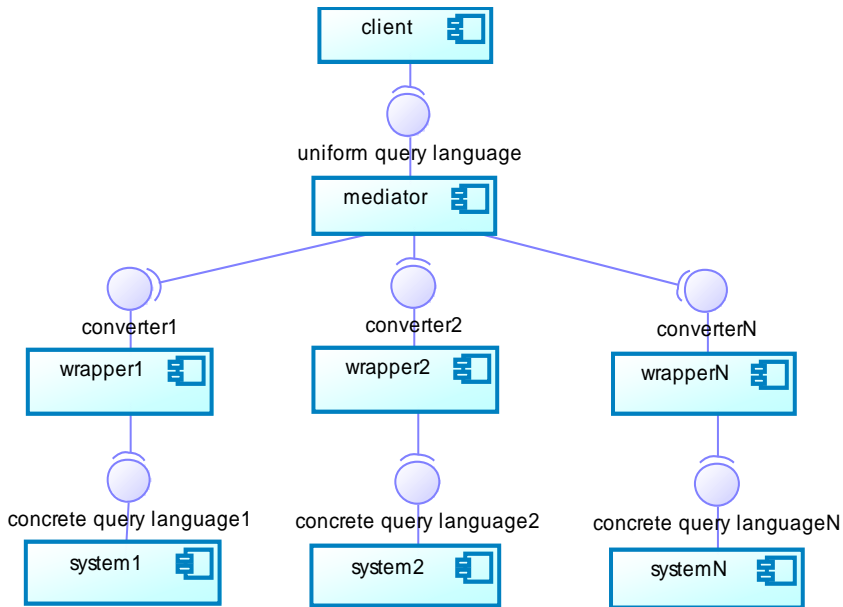 client
uniform query language
mediator
converter1
converter2
converterN
wrapper1
wrapper2
wrapperN
concrete query language1
concrete query language2
concrete query languageN
system1
system2
systemN